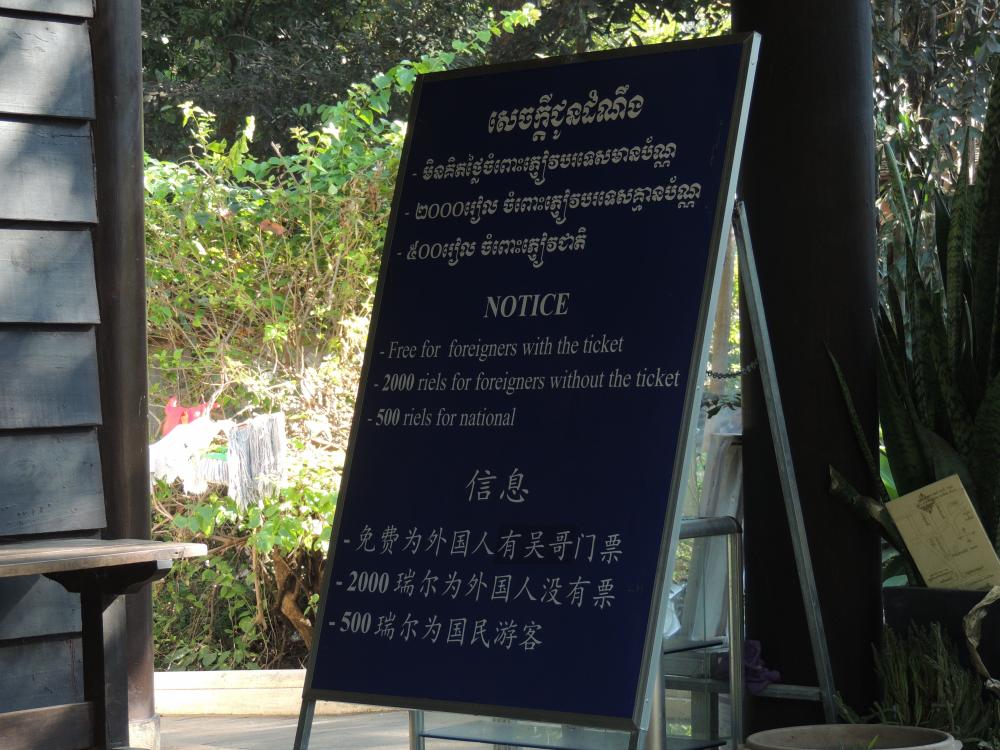 សេចក្ដីជូនដំណឹង
- មិនគិតថ្លៃចំពោះភ្ញៀវបរទេសមានប័ណ្ណ
- ២០០០រៀល ចំពោះភ្ញៀវបរទេសគ្មានប័ណ្ណ
- ៥០០រៀល ចំពោះភ្ញៀវជាតិ
NOTICE
- Free for foreigners with the ticket
- 2000 riels for foreigners without the ticket
- 500 riels for national
信息
- 免费为外国人有吴哥门票
- 2000 瑞尔为外国人没有票
- 500 瑞尔为国民游客